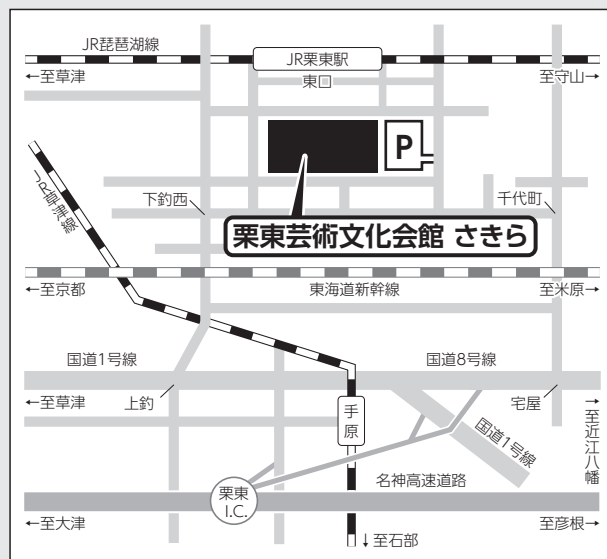 JR琵琶湖線
JR栗東駅
←至草津
東口
至守山→
P
JR草津線
下鈎西
千代町
栗東芸術文化会館 さきら
←至京都
東海道新幹線
至米原→
国道1号線
国道8号線
←至草津
上鈎
手原
宅屋
→至近江八幡
国道1号線
名神高速道路
栗東
I.C.
←至大津
↓至石部
至彦根→